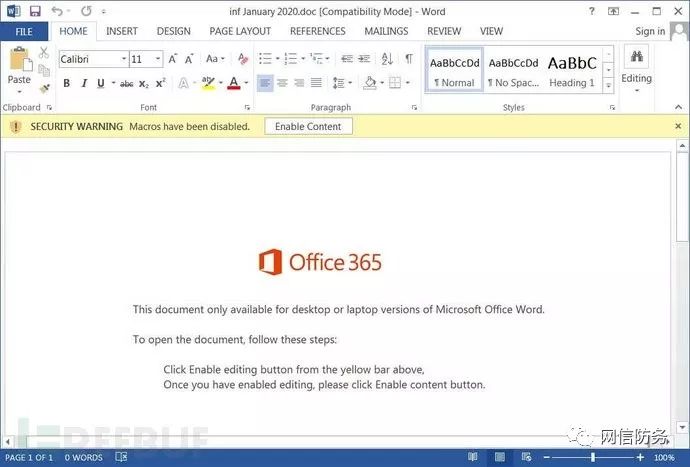 inf January 2020.doc [Compatibility Mode] - Word
FILE HOME INSERT DESIGN PAGE LAYOUT REFERENCES MAILINGS REVIEW VIEW Sign in
Calibri 11 A A Aa
Paste
B I U abc x₂ x²
AaBbCcDd AaBbCcDd AaBbC
¶ Normal ¶ No Spac... Heading 1
Editing
Clipboard Font Paragraph Styles
SECURITY WARNING Macros have been disabled. Enable Content
Office 365
This document only available for desktop or laptop versions of Microsoft Office Word.
To open the document, follow these steps:
Click Enable editing button from the yellow bar above,
Once you have enabled editing, please click Enable content button.
REEBUF
网信防务
PAGE 1 OF 1 0 WORDS 100%